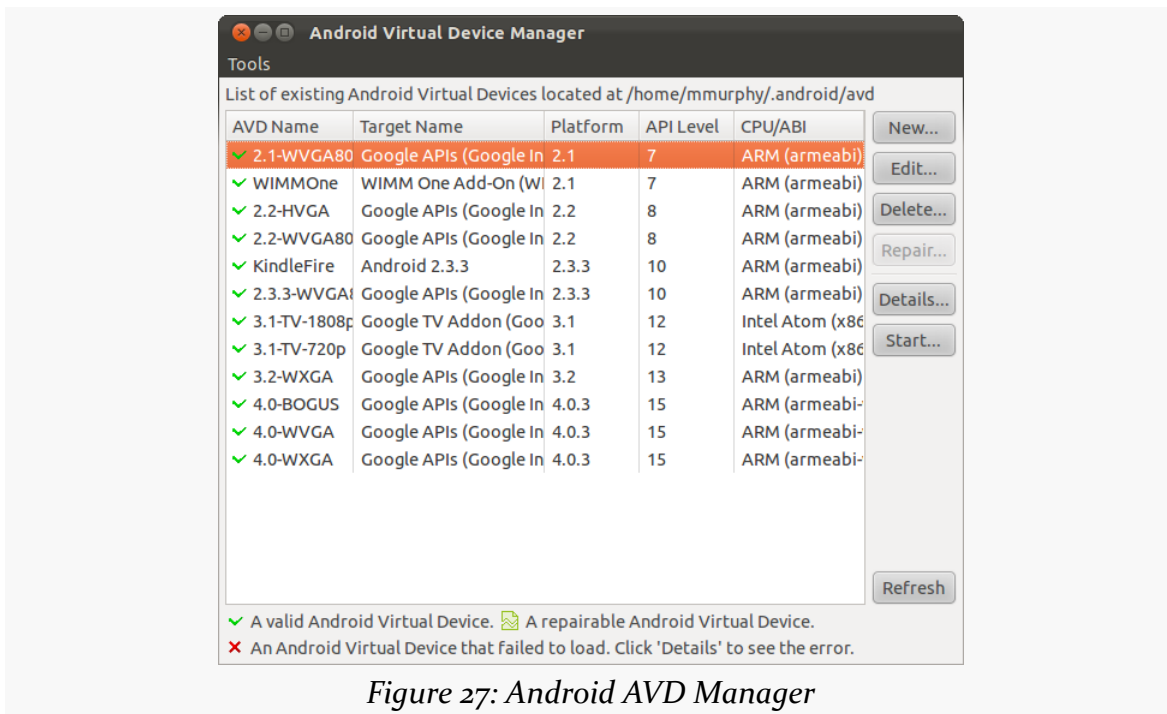 Android Virtual Device Manager
Tools
List of existing Android Virtual Devices located at /home/mmurphy/.android/avd
AVD Name Target Name Platform API Level CPU/ABI
2.1-WVGA80 Google APIs (Google In 2.1 7 ARM (armeabi)
WIMMOne WIMM One Add-On (WI 2.1 7 ARM (armeabi)
2.2-HVGA Google APIs (Google In 2.2 8 ARM (armeabi)
2.2-WVGA80 Google APIs (Google In 2.2 8 ARM (armeabi)
KindleFire Android 2.3.3 2.3.3 10 ARM (armeabi)
2.3.3-WVGA8 Google APIs (Google In 2.3.3 10 ARM (armeabi)
3.1-TV-1808p Google TV Addon (Goo 3.1 12 Intel Atom (x86
3.1-TV-720p Google TV Addon (Goo 3.1 12 Intel Atom (x86
3.2-WXGA Google APIs (Google In 3.2 13 ARM (armeabi)
4.0-BOGUS Google APIs (Google In 4.0.3 15 ARM (armeabi-
4.0-WVGA Google APIs (Google In 4.0.3 15 ARM (armeabi-
4.0-WXGA Google APIs (Google In 4.0.3 15 ARM (armeabi-
New...
Edit...
Delete...
Repair...
Details...
Start...
Refresh
A valid Android Virtual Device. A repairable Android Virtual Device.
An Android Virtual Device that failed to load. Click 'Details' to see the error.
Figure 27: Android AVD Manager